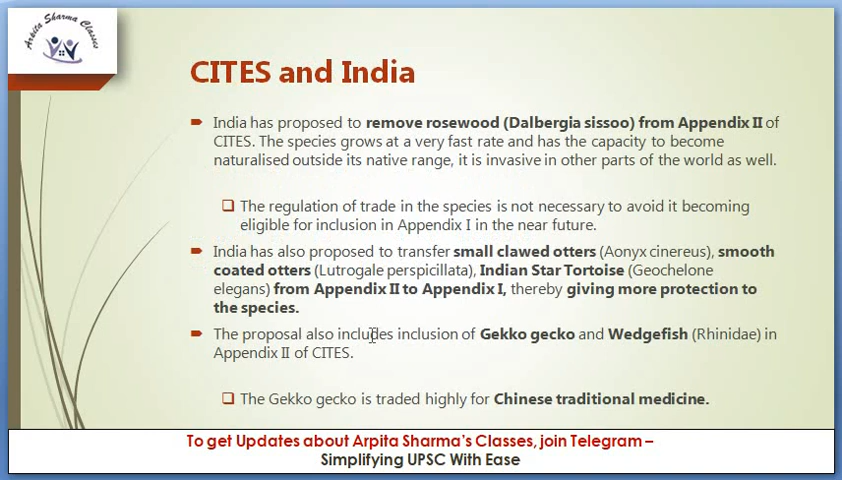 Arpita Sharma Classes
CITES and India
India has proposed to remove rosewood (Dalbergia sissoo) from Appendix II of
CITES. The species grows at a very fast rate and has the capacity to become
naturalised outside its native range, it is invasive in other parts of the world as well.
The regulation of trade in the species is not necessary to avoid it becoming
eligible for inclusion in Appendix I in the near future.
India has also proposed to transfer small clawed otters (Aonyx cinereus), smooth
coated otters (Lutrogale perspicillata), Indian Star Tortoise (Geochelone
elegans) from Appendix II to Appendix I, thereby giving more protection to
the species.
The proposal also includes inclusion of Gekko gecko and Wedgefish (Rhinidae) in
Appendix II of CITES.
The Gekko gecko is traded highly for Chinese traditional medicine.
To get Updates about Arpita Sharma's Classes, join Telegram –
Simplifying UPSC With Ease